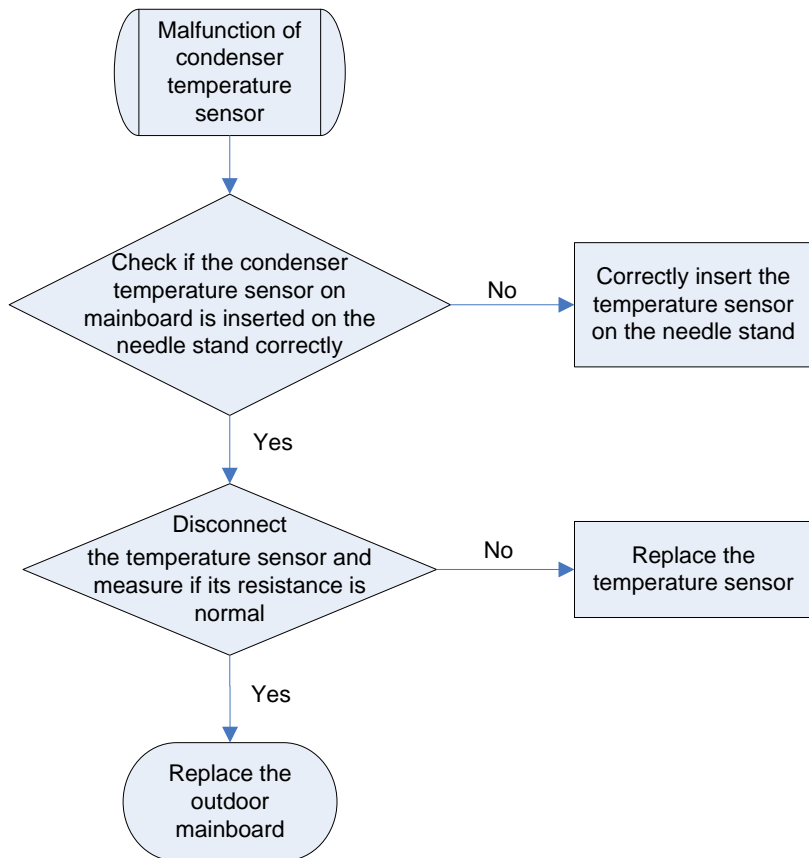 Malfunction of
condenser
temperature
sensor
Check if the condenser
temperature sensor on
mainboard is inserted on the
needle stand correctly
No
Correctly insert the
temperature sensor
on the needle stand
Yes
Disconnect
the temperature sensor and
measure if its resistance is
normal
No
Replace the
temperature sensor
Yes
Replace the
outdoor
mainboard